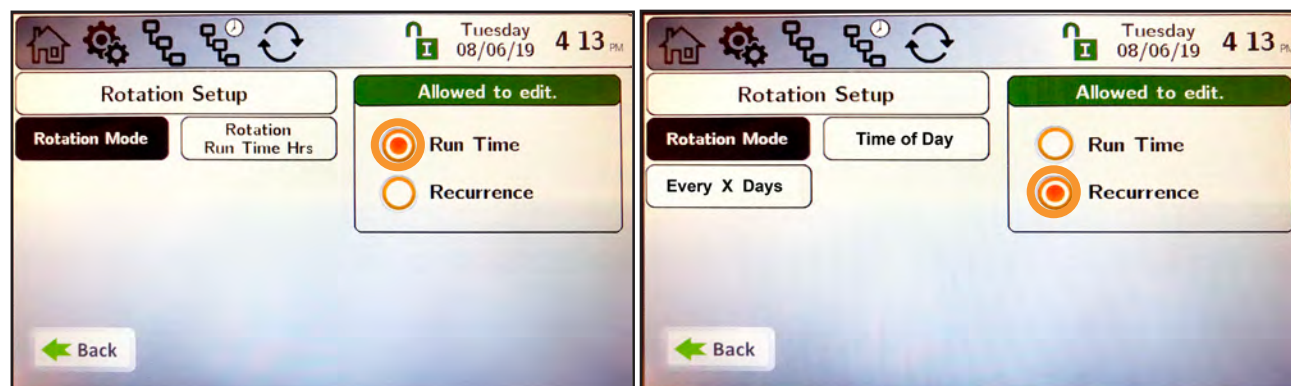 I
Tuesday
08/06/19
4 13 PM
Rotation Setup
Allowed to edit.
Rotation Mode
Rotation
Run Time Hrs
Run Time
Recurrence
Back
I
Tuesday
08/06/19
4 13 PM
Rotation Setup
Allowed to edit.
Rotation Mode
Time of Day
Every X Days
Run Time
Recurrence
Back